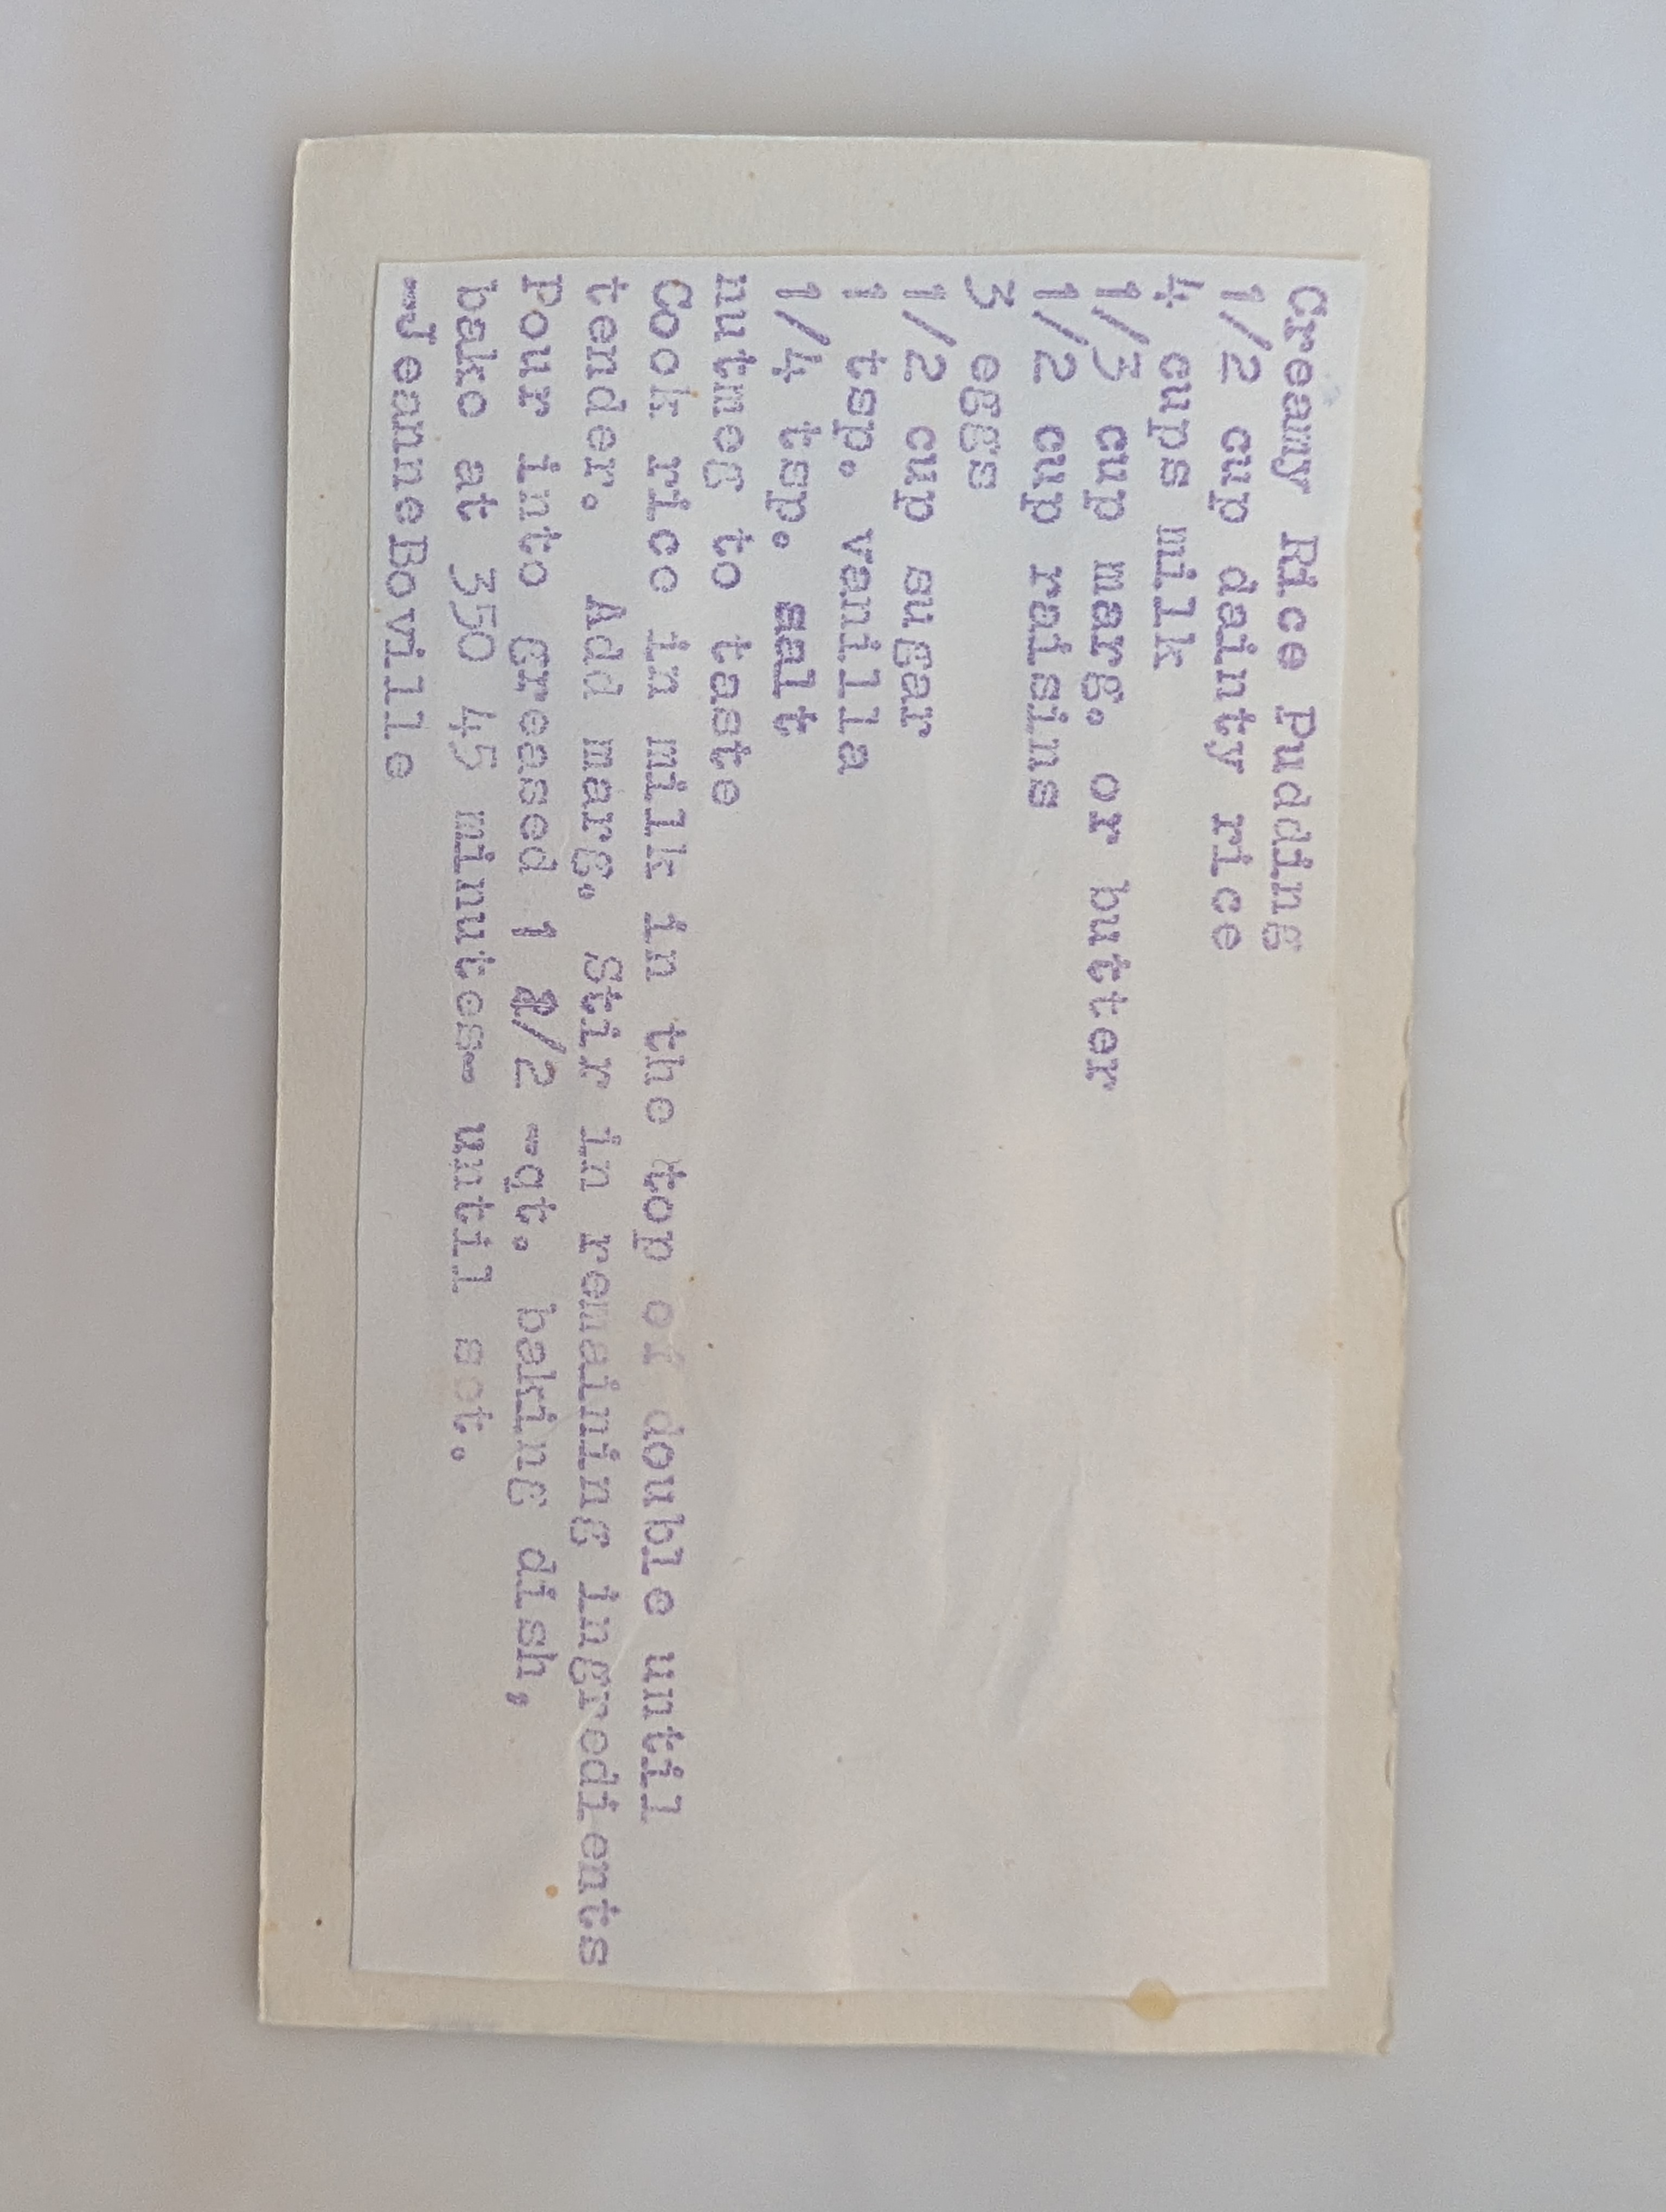 Creamy Rice Pudding
1/2 cup dainty rice
4 cups milk
1/3 cup marg. or butter
1/2 cup raisins
3 eggs
1/2 cup sugar
1 tsp. vanilla
1/4 tsp. salt
nutmeg to taste
Cook rice in milk in the top of double until
tender.  Add marg. Stir in remaining ingredients
Pour into greased 1 1/2 -qt. baking dish,
bake at 350 45 minutes- until set.
-JeanneBoville